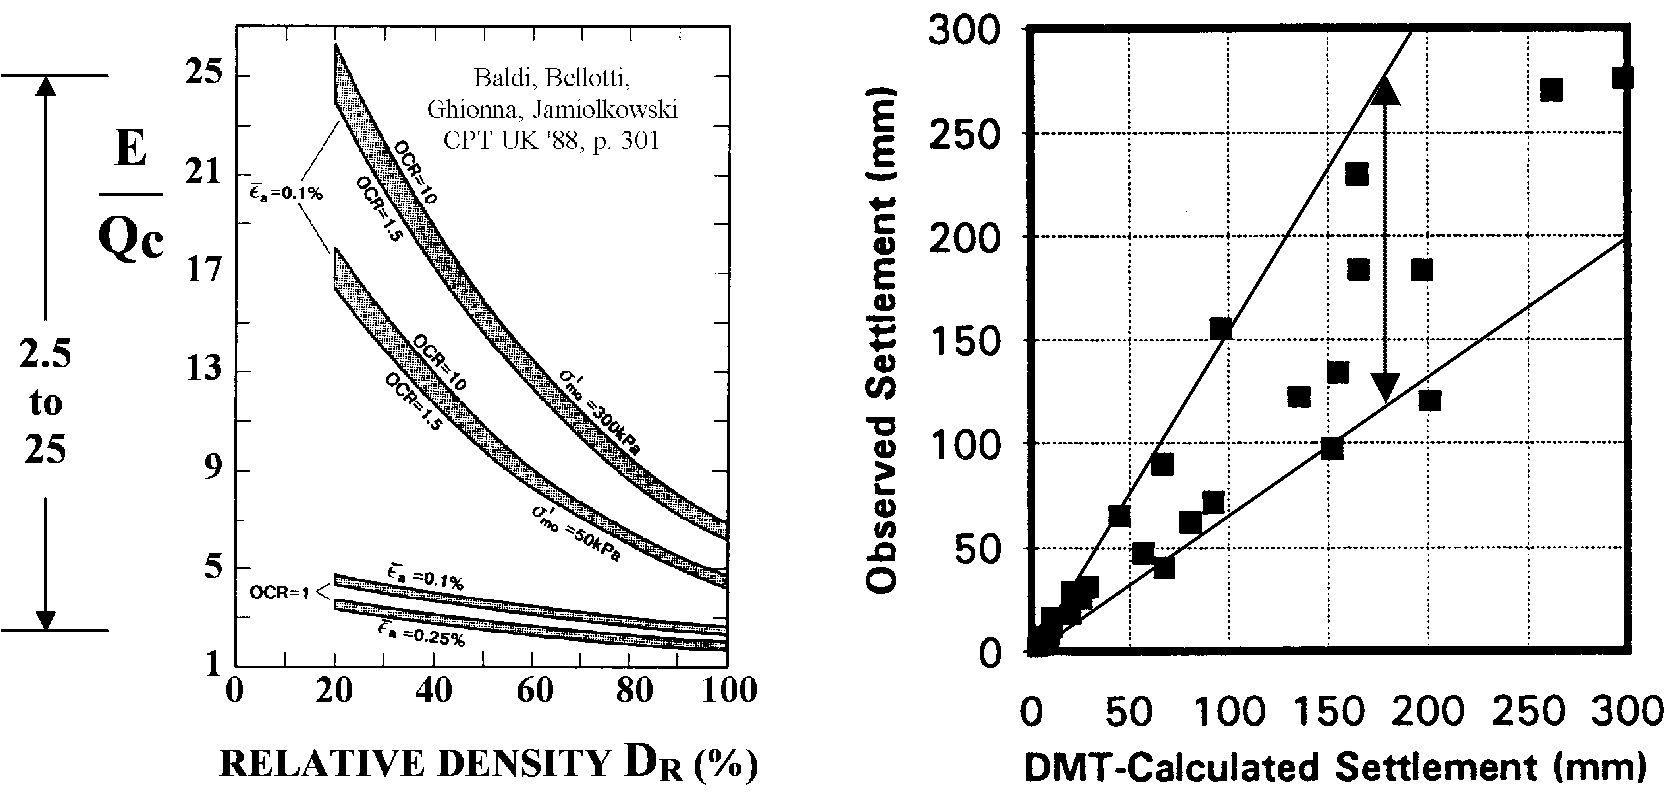 25
21
17
13
9
5
1
E
Qc
2.5
to
25
Baldi, Bellotti,
Ghionna, Jamiolkowski
CPT UK '88, p. 301
ε̄a=0.1%
OCR=10
OCR=1.5
OCR=10
OCR=1.5
σ'mo=300kPa
σ'mo=50kPa
OCR=1
ε̄a=0.1%
ε̄a=0.25%
0 20 40 60 80 100
RELATIVE DENSITY DR (%)
Observed Settlement (mm)
300
250
200
150
100
50
0
0 50 100 150 200 250 300
DMT-Calculated Settlement (mm)